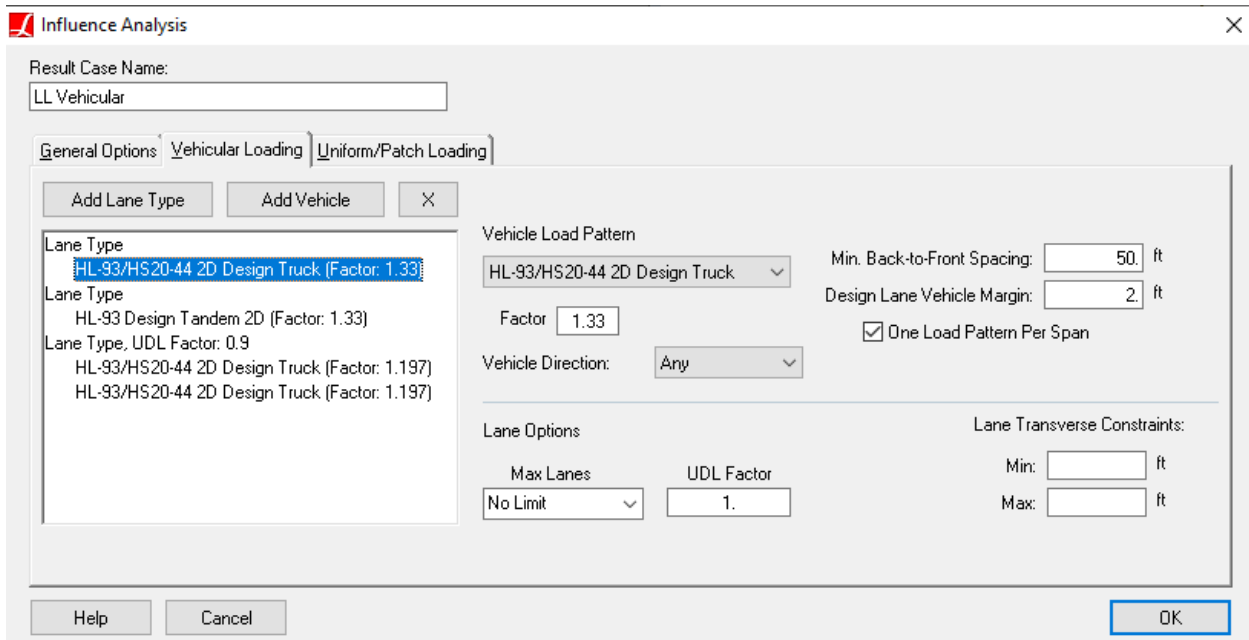 Influence Analysis
Result Case Name:
LL Vehicular
General Options Vehicular Loading Uniform/Patch Loading
Add Lane Type Add Vehicle X
Lane Type
HL-93/HS20-44 2D Design Truck (Factor: 1.33)
Lane Type
HL-93 Design Tandem 2D (Factor: 1.33)
Lane Type, UDL Factor: 0.9
HL-93/HS20-44 2D Design Truck (Factor: 1.197)
HL-93/HS20-44 2D Design Truck (Factor: 1.197)
Vehicle Load Pattern
HL-93/HS20-44 2D Design Truck
Factor 1.33
Vehicle Direction: Any
Min. Back-to-Front Spacing: 50. ft
Design Lane Vehicle Margin: 2. ft
One Load Pattern Per Span
Lane Options
Max Lanes UDL Factor
No Limit 1.
Lane Transverse Constraints:
Min: ft
Max: ft
Help Cancel OK